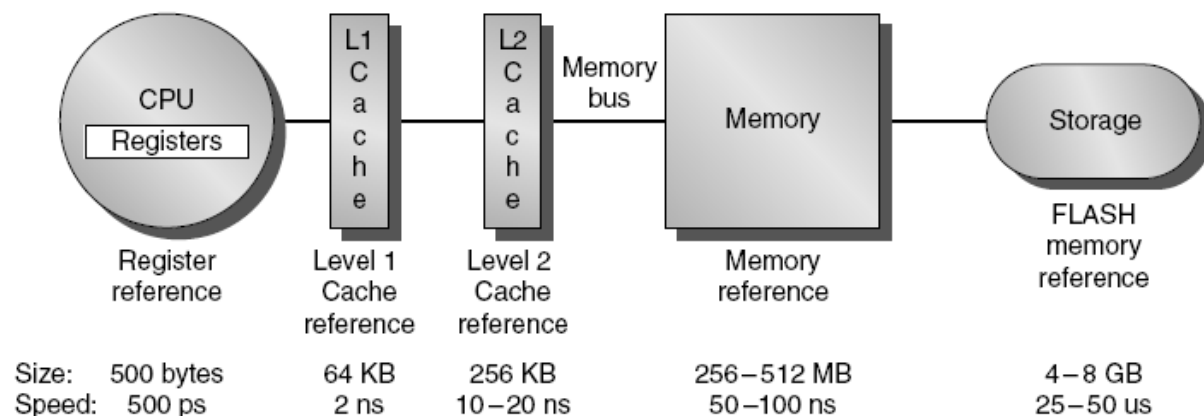 CPU
Registers
L1
C
a
c
h
e
L2
C
a
c
h
e
Memory
bus
Memory
Storage
Register
reference
Level 1
Cache
reference
Level 2
Cache
reference
Memory
reference
FLASH
memory
reference
Size: 500 bytes 64 KB 256 KB 256–512 MB 4–8 GB
Speed: 500 ps 2 ns 10–20 ns 50–100 ns 25–50 us